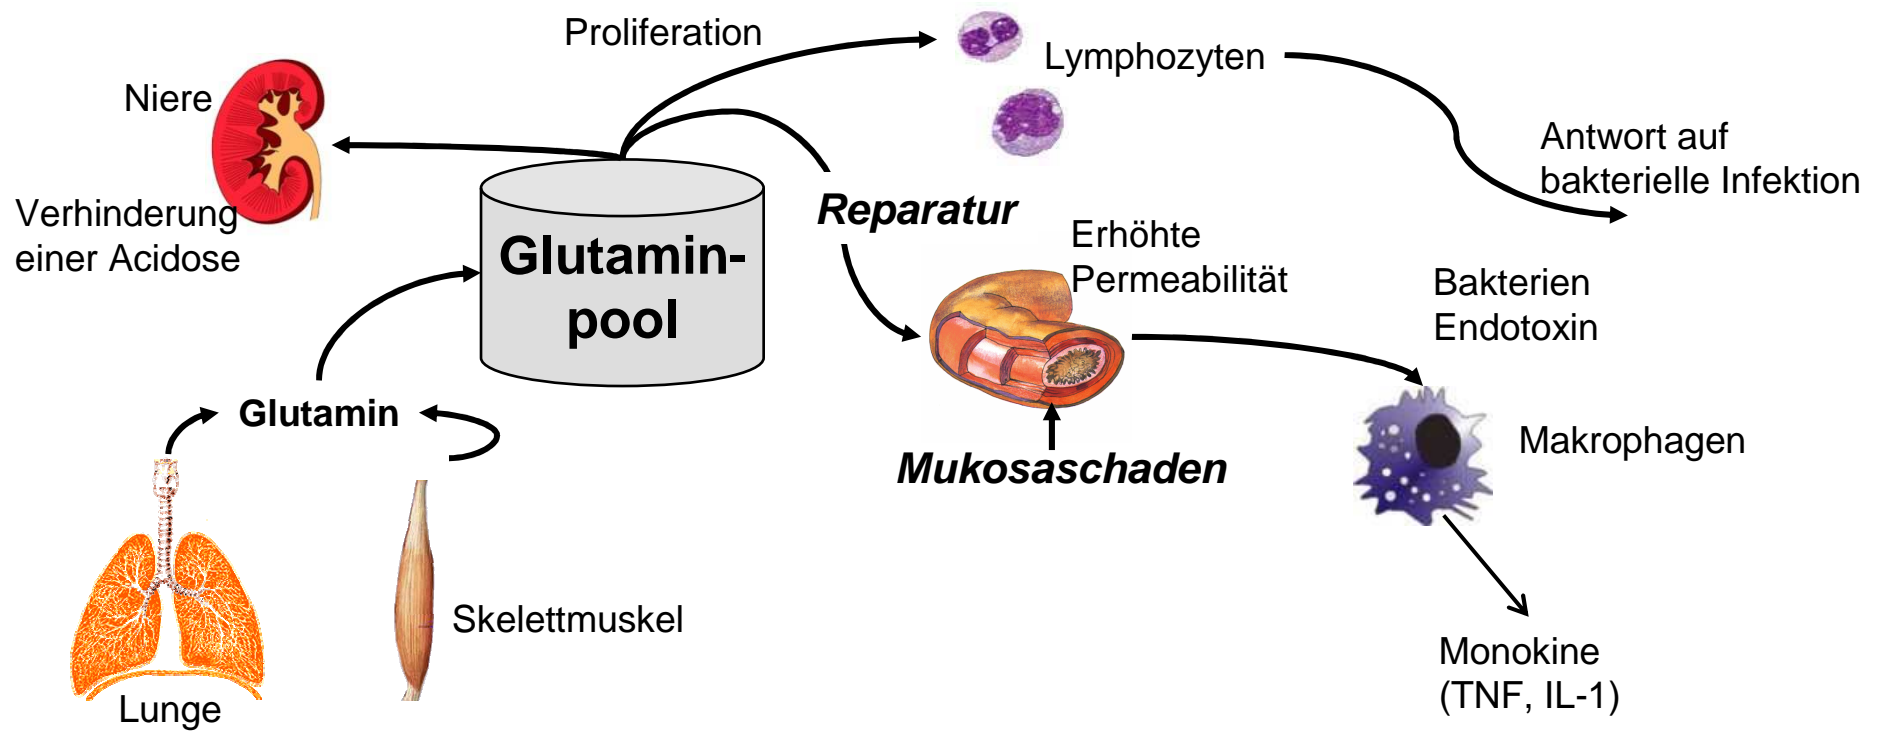 Proliferation
Lymphozyten
Niere
Antwort auf
bakterielle Infektion
Verhinderung
einer Acidose
Reparatur
Glutamin-
pool
Erhöhte
Permeabilität
Bakterien
Endotoxin
Glutamin
Mukosaschaden
Makrophagen
Skelettmuskel
Lunge
Monokine
(TNF, IL-1)